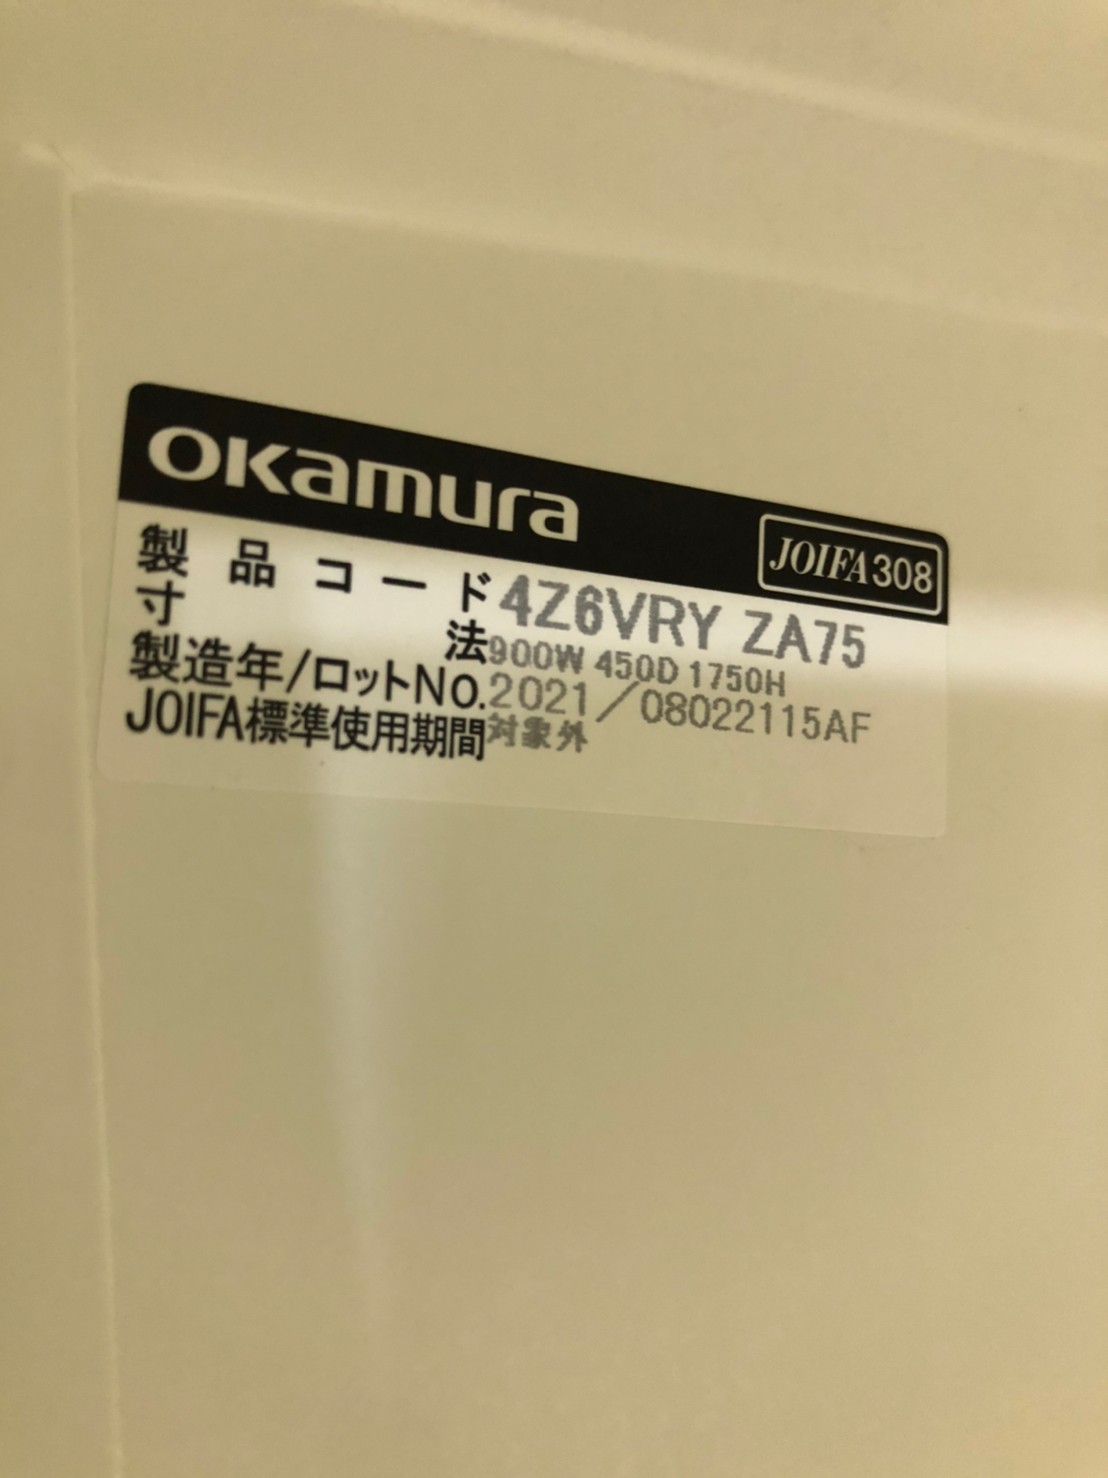 OKamura
JOIFA308
製品コード 4Z6VRY ZA75
寸法 900W 450D 1750H
製造年/ロットNo. 2021/08022115AF
JOIFA標準使用期間 対象外